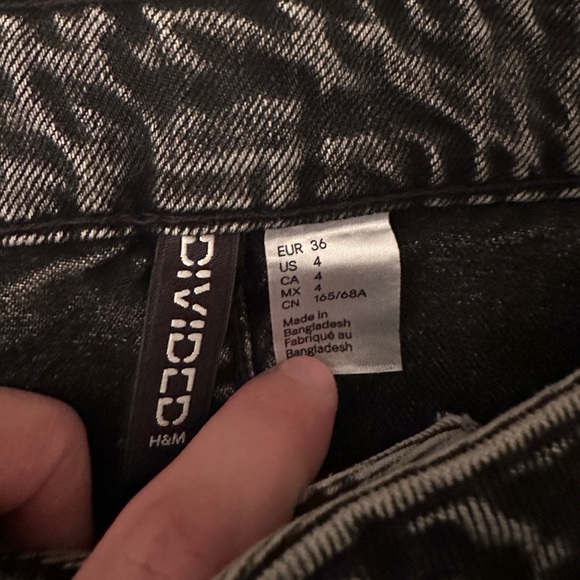 DIVIDED
H&M
EUR 36
US 4
CA 4
MX 4
CN 165/68A
Made in
Bangladesh
Fabriqué au
Bangladesh